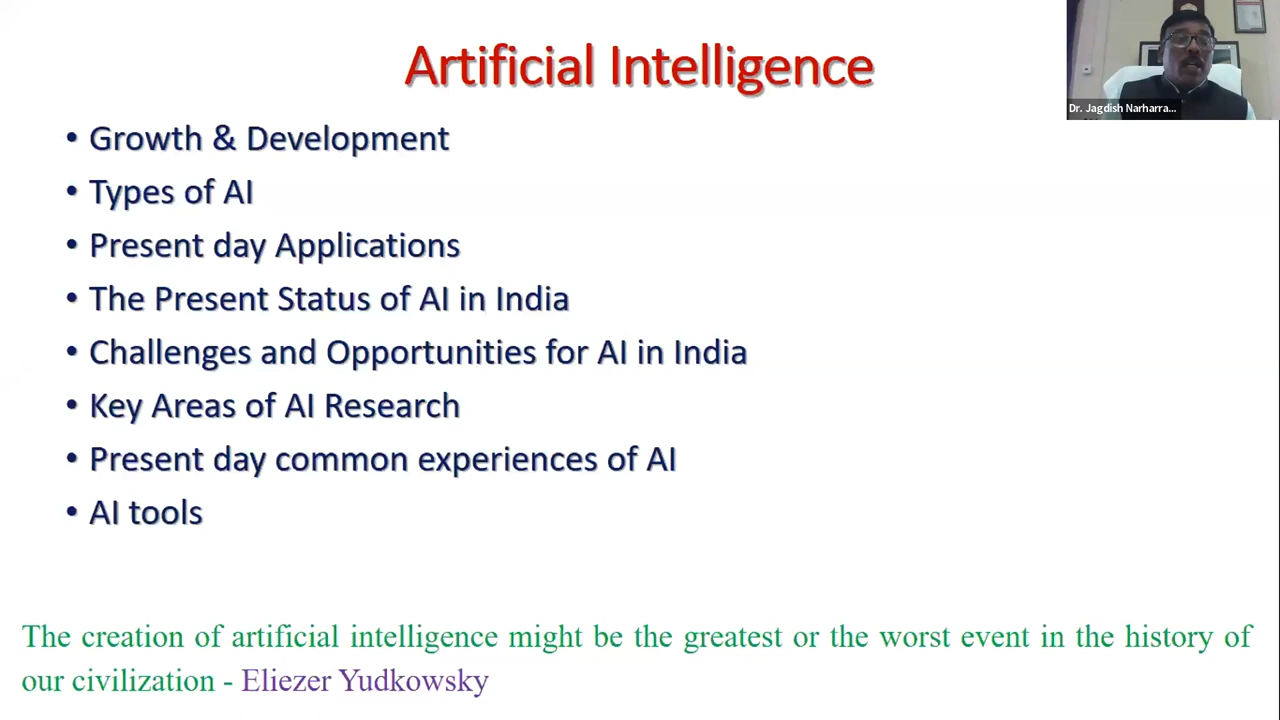 Artificial Intelligence
Dr. Jagdish Narharra...
• Growth & Development
• Types of AI
• Present day Applications
• The Present Status of AI in India
• Challenges and Opportunities for AI in India
• Key Areas of AI Research
• Present day common experiences of AI
• AI tools
The creation of artificial intelligence might be the greatest or the worst event in the history of
our civilization - Eliezer Yudkowsky